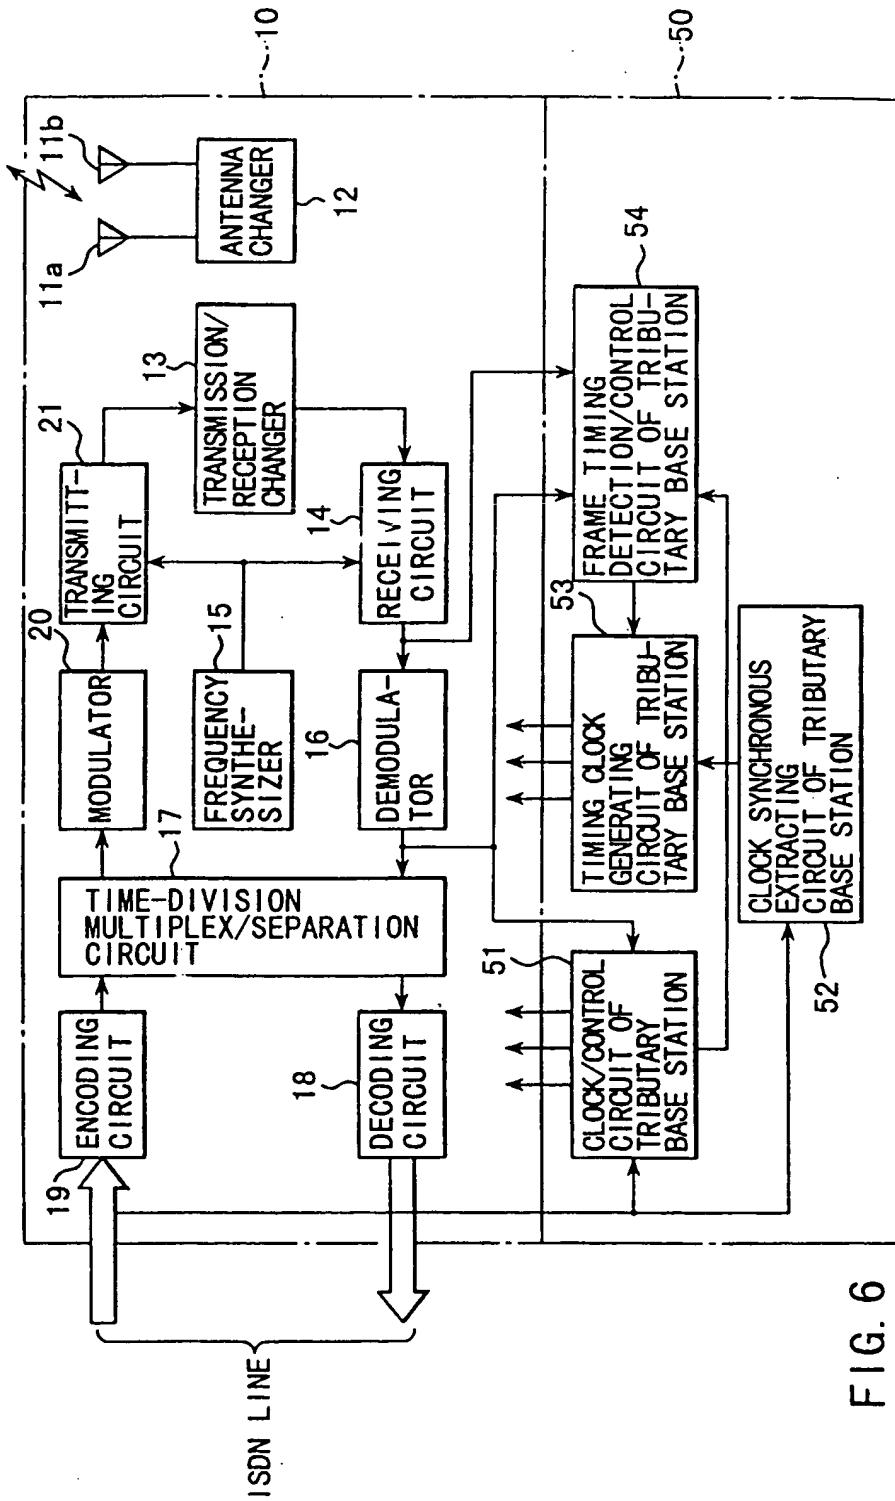 10
50
11a
11b
ANTENNA
CHANGER
12
TRANSMISSION/
RECEPTION
CHANGER
13
21
TRANSMITT-
ING
CIRCUIT
14
RECEIVING
CIRCUIT
20
MODULATOR
15
FREQUENCY
SYNTHE-
SIZER
16
DEMODULA-
TOR
17
TIME-DIVISION
MULTIPLEX/SEPARATION
CIRCUIT
19
ENCODING
CIRCUIT
18
DECODING
CIRCUIT
ISDN LINE
54
FRAME TIMING
DETECTION/CONTROL
CIRCUIT OF TRIBU-
TARY BASE STATION
53
TIMING CLOCK
GENERATING
CIRCUIT OF TRIBU-
TARY BASE STATION
51
CLOCK/CONTROL
CIRCUIT OF
TRIBUTARY
BASE STATION
CLOCK SYNCHRONOUS
EXTRACTING
CIRCUIT OF TRIBUTARY
BASE STATION
52
FIG. 6